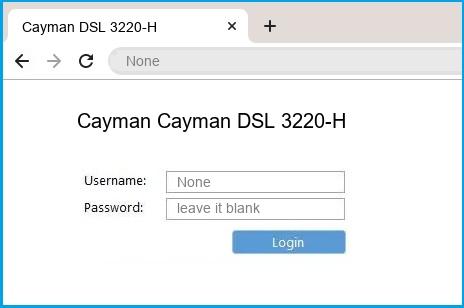 Cayman DSL 3220-H
None
Cayman Cayman DSL 3220-H
Username: None
Password: leave it blank
Login